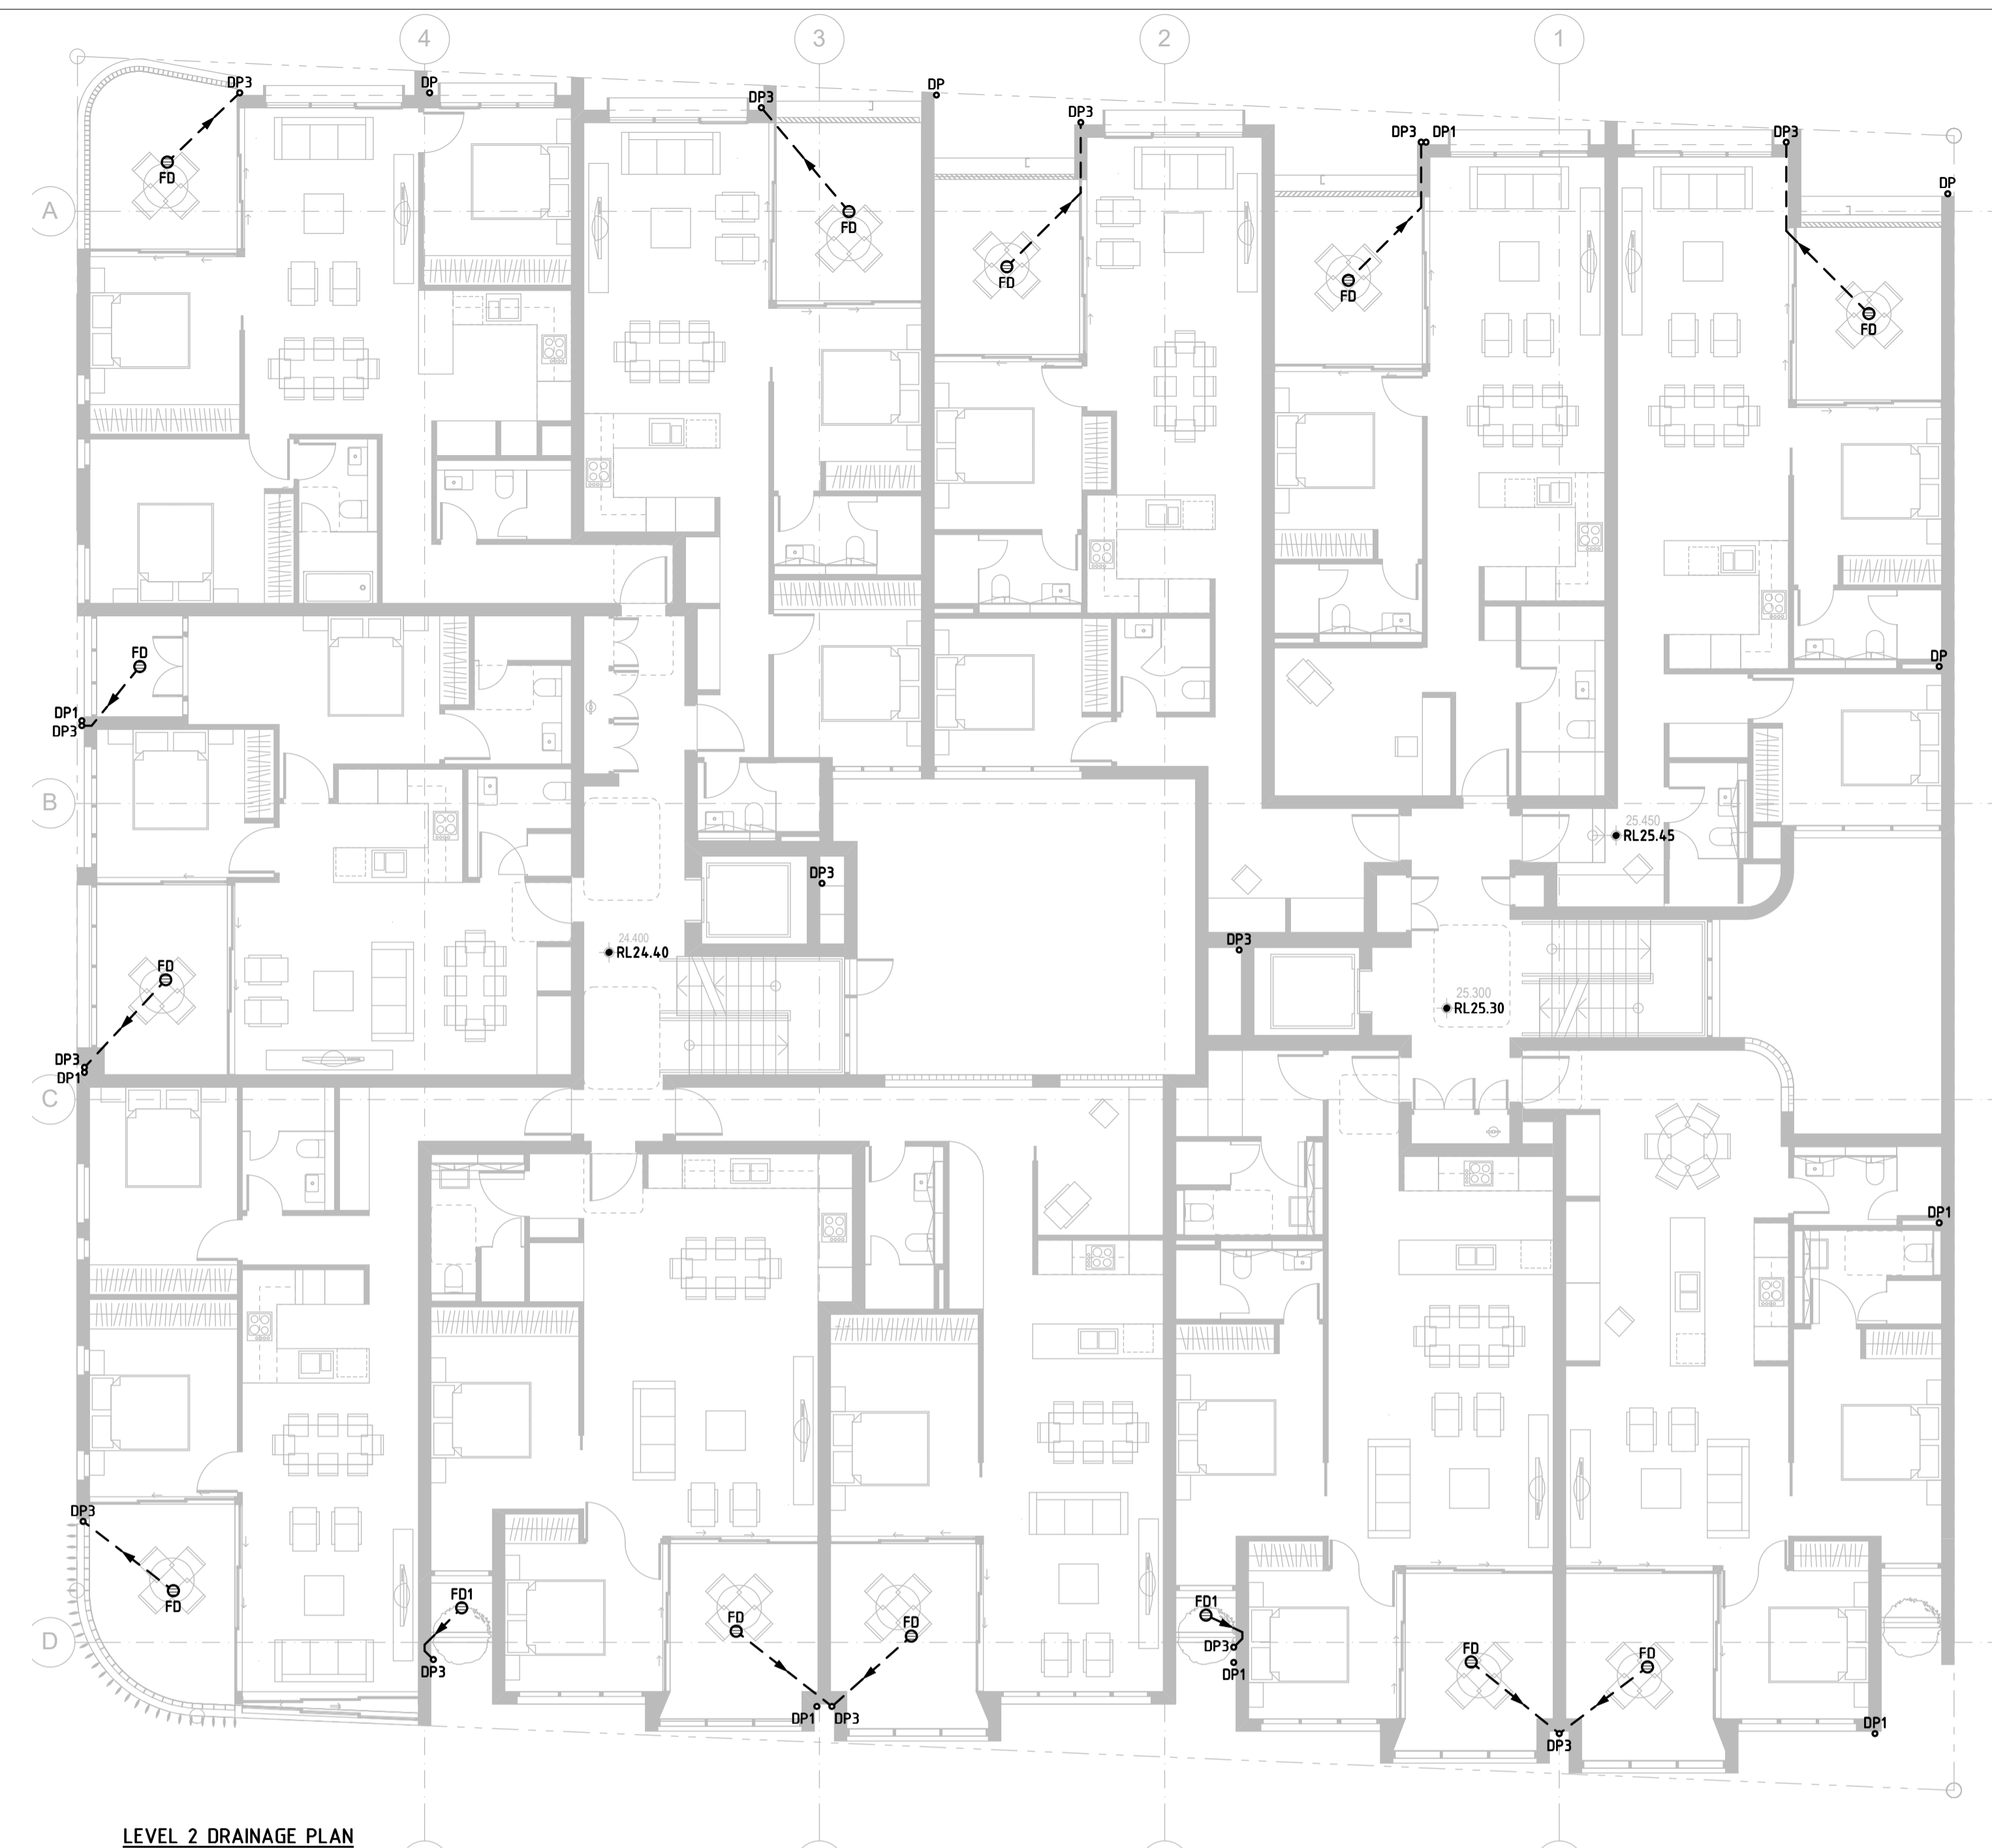 4 3 2 1
DP3 DP DP3 DP DP3 DP3 DP1 DP3
DP
FD
A
FD
FD
FD
FD
FD
DP1
DP3
DP
B
25.450
RL25.45
DP3
24.400
RL24.40
DP3
25.300
RL25.30
FD
DP3
DP1
C
DP1
DP3
FD
FD1
FD
FD
FD1
D
DP3
DP3
DP1
FD
FD
DP1 DP3
DP3
DP1
LEVEL 2 DRAINAGE PLAN